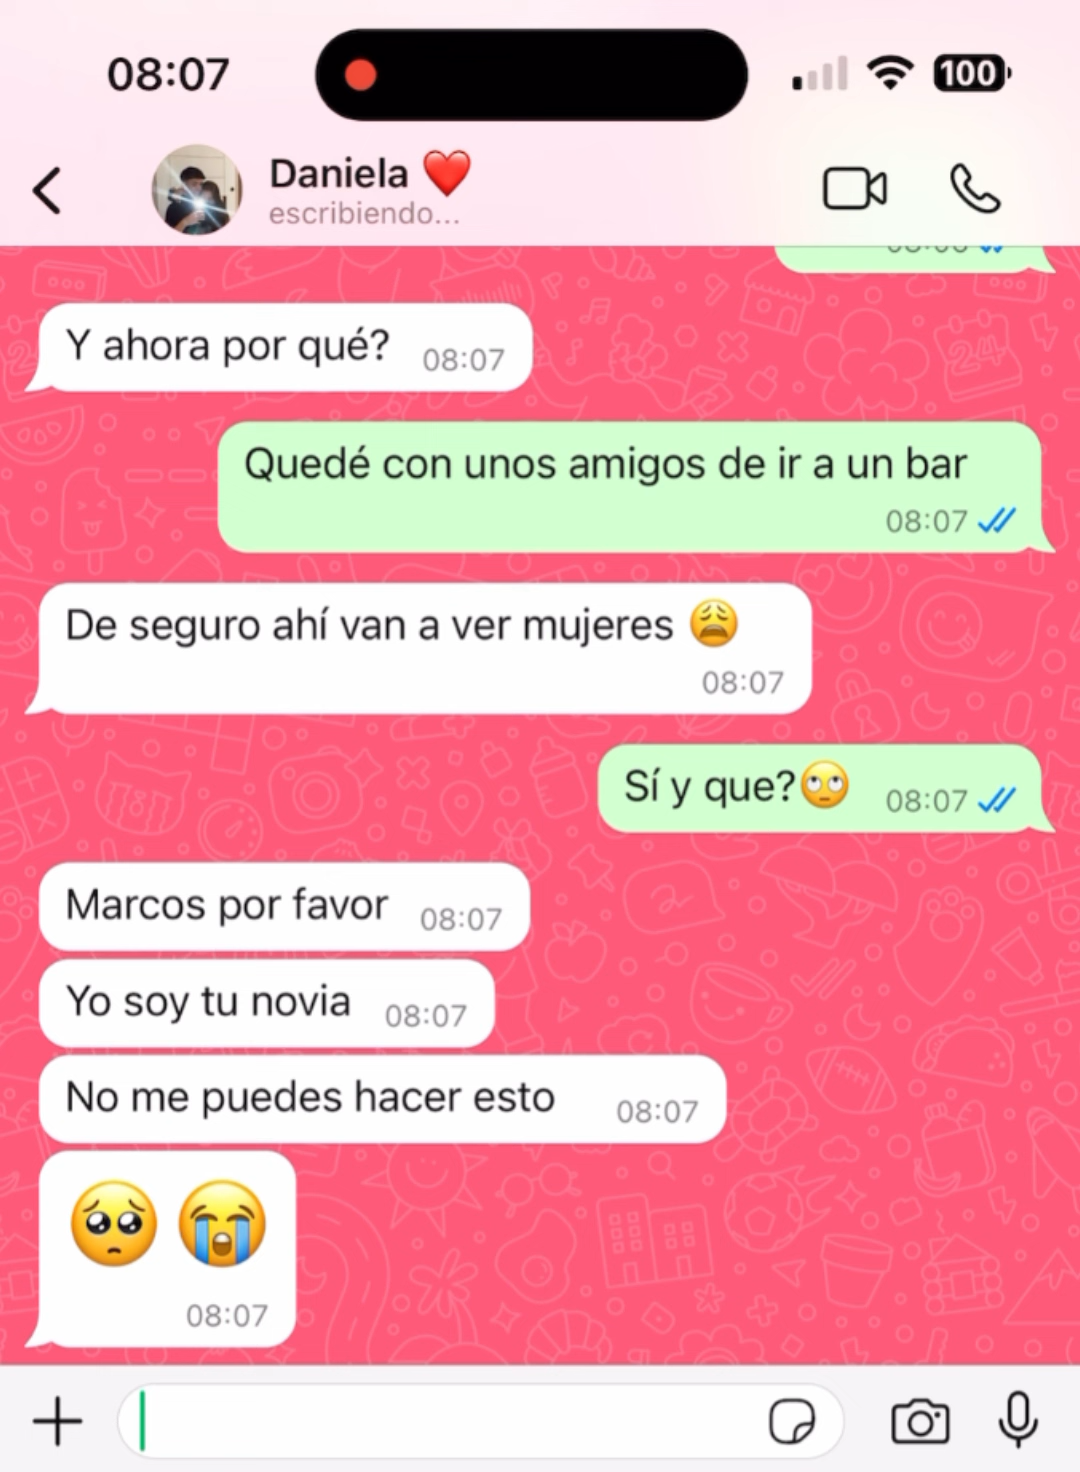 08:07
100
Daniela ❤️
escribiendo...
Y ahora por qué? 08:07
Quedé con unos amigos de ir a un bar
08:07
De seguro ahí van a ver mujeres 😩
08:07
Sí y que?🙄 08:07
Marcos por favor 08:07
Yo soy tu novia 08:07
No me puedes hacer esto 08:07
🥺 😭
08:07